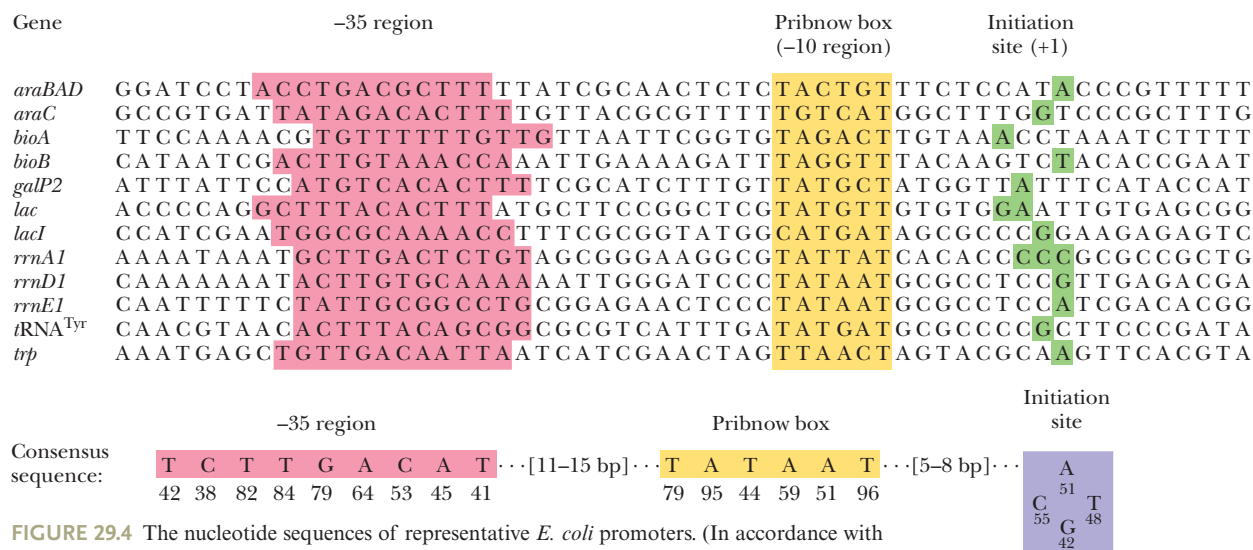 Gene –35 region Pribnow box Initiation
(–10 region) site (+1)
araBAD GGATCCTACCTGACGCTTTTTATCGCAACTCTCTACTGTTTCTCCATACCCGTTTTT
araC GCCGTGATTATAGACACTTTTGTTACGCGTTTTTGTCATGGCTTTGGTCCCGCTTTG
bioA TTCCAAAACGTGTTTTTTGTTGTTAATTCGGTGTAGACTTGTAAACCTAAATCTTTT
bioB CATAATCGACTTGTAAACCAAATTGAAAAGATTTAGGTTTACAAGTCTACACCGAAT
galP2 ATTTATTCCATGTCACACTTTTCGCATCTTTGTTATGCTATGGTTATTTCATACCAT
lac ACCCCAGGCTTTACACTTTATGCTTCCGGCTCGTATGTTGTGTGGAATTGTGAGCGG
lacI CCATCGAATGGCGCAAAACCTTTCGCGGTATGGCATGATAGCGCCCGGAAGAGAGTC
rrnA1 AAAATAAATGCTTGACTCTGTAGCGGGAAGGCGTATTATCACACCCCCCGCGCCGCTG
rrnD1 CAAAAAAATACTTGTGCAAAAAATTGGGATCCCTATAATGCGCCTCCGTTGAGACGA
rrnE1 CAATTTTTCTATTGCGGCCTGCGGAGAACTCCCTATAATGCGCCTCCATCGACACGG
tRNATyr CAACGTAACACTTTACAGCGGCGCGTCATTTGATATGATGCGCCCCGCTTCCCGATA
trp AAATGAGCTGTTGACAATTAATCATCGAACTAGTTAACTAGTACGCAAGTTCACGTA
–35 region Pribnow box Initiation
site
Consensus
sequence: T C T T G A C A T ···[11–15 bp]··· T A T A A T ···[5–8 bp]··· A
42 38 82 84 79 64 53 45 41 79 95 44 59 51 96 51
C T
55 48
G
42
FIGURE 29.4 The nucleotide sequences of representative E. coli promoters. (In accordance with